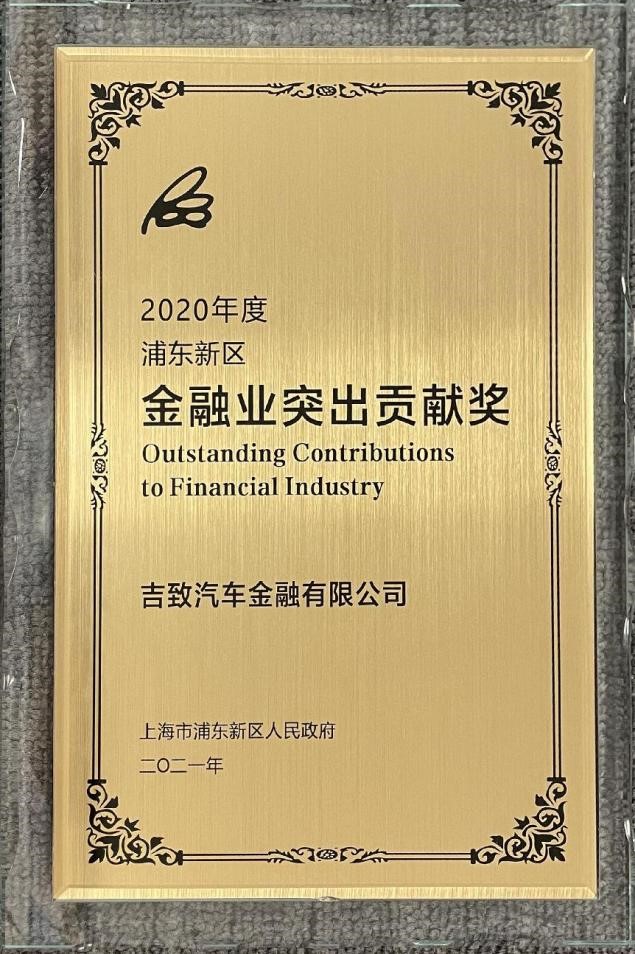 2020年度
浦东新区
金融业突出贡献奖
Outstanding Contributions
to Financial Industry
吉致汽车金融有限公司
上海市浦东新区人民政府
二〇二一年